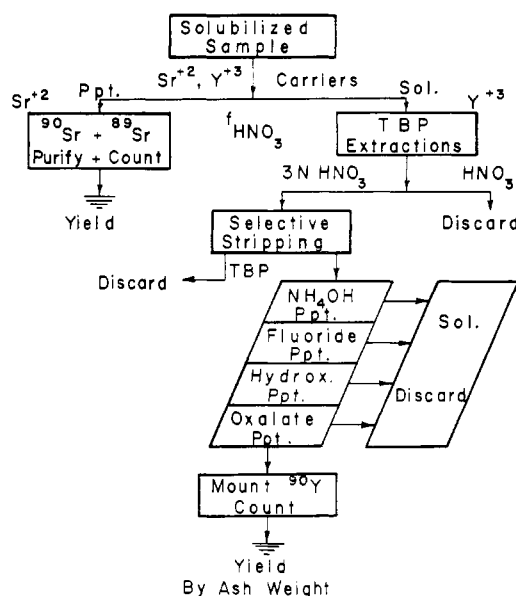 Solubilized
Sample
Sr+2, Y+3 Carriers
Sr+2 Ppt. Sol. Y+3
90Sr + 89Sr
Purify + Count
fHNO3
TBP
Extractions
Yield
3N HNO3 HNO3
Discard
Selective
Stripping
Discard TBP
NH4OH
Ppt.
Fluoride
Ppt.
Hydrox.
Ppt.
Oxalate
Ppt.
Sol.
Discard
Mount 90Y
Count
Yield
By Ash Weight